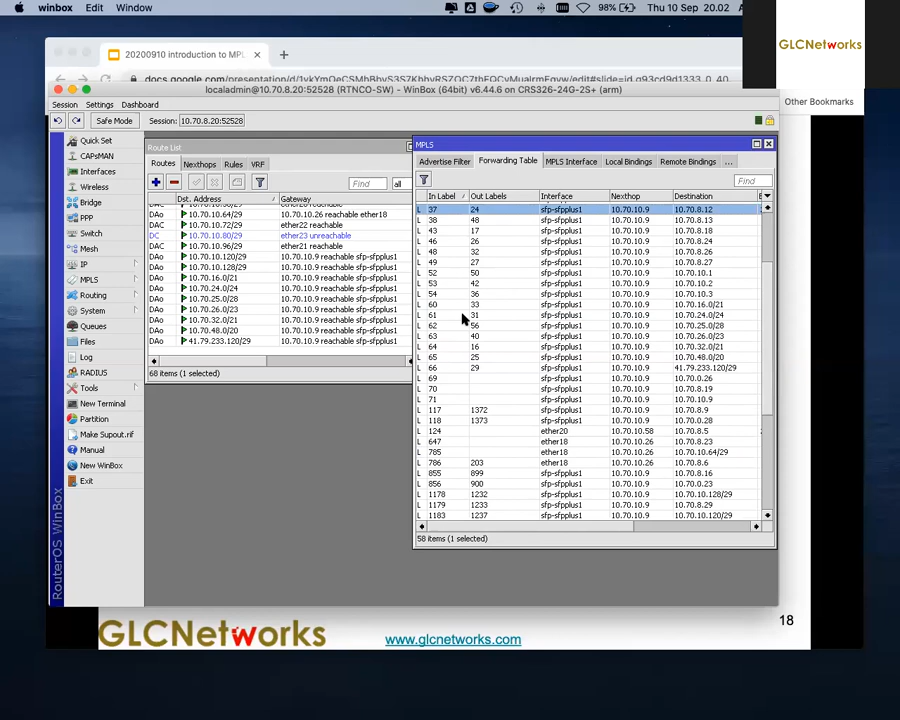 winbox Edit Window 98% Thu 10 Sep 20.02
GLCNetworks
20200910 introduction to MPL
Other Bookmarks
localadmin@10.70.8.20:52528 (RTNCO-SW) - WinBox (64bit) v6.44.6 on CRS326-24G-2S+ (arm)
Session Settings Dashboard
Safe Mode Session: 10.70.8.20:52528
Quick Set
CAPsMAN
Interfaces
Wireless
Bridge
PPP
Switch
Mesh
IP
MPLS
Routing
System
Queues
Files
Log
RADIUS
Tools
New Terminal
Partition
Make Supout.rif
Manual
New WinBox
Exit
RouterOS WinBox
Route List
Routes Nexthops Rules VRF
Find all
Dst. Address Gateway
DAo 10.70.10.64/29 10.70.10.26 reachable ether18
DAC 10.70.10.72/29 ether22 reachable
DC 10.70.10.80/29 ether23 unreachable
DAC 10.70.10.96/29 ether21 reachable
DAo 10.70.10.120/29 10.70.10.9 reachable sfp-sfpplus1
DAo 10.70.10.128/29 10.70.10.9 reachable sfp-sfpplus1
DAo 10.70.16.0/21 10.70.10.9 reachable sfp-sfpplus1
DAo 10.70.24.0/24 10.70.10.9 reachable sfp-sfpplus1
DAo 10.70.25.0/28 10.70.10.9 reachable sfp-sfpplus1
DAo 10.70.26.0/23 10.70.10.9 reachable sfp-sfpplus1
DAo 10.70.32.0/21 10.70.10.9 reachable sfp-sfpplus1
DAo 10.70.48.0/20 10.70.10.9 reachable sfp-sfpplus1
DAo 41.79.233.120/29 10.70.10.9 reachable sfp-sfpplus1
68 items (1 selected)
MPLS
Advertise Filter Forwarding Table MPLS Interface Local Bindings Remote Bindings ...
Find
In Label Out Labels Interface Nexthop Destination
L 37 24 sfp-sfpplus1 10.70.10.9 10.70.8.12
L 38 48 sfp-sfpplus1 10.70.10.9 10.70.8.14
L 43 17 sfp-sfpplus1 10.70.10.9 10.70.8.18
L 46 26 sfp-sfpplus1 10.70.10.9 10.70.8.24
L 48 32 sfp-sfpplus1 10.70.10.9 10.70.8.26
L 49 27 sfp-sfpplus1 10.70.10.9 10.70.8.27
L 52 50 sfp-sfpplus1 10.70.10.9 10.70.10.1
L 53 42 sfp-sfpplus1 10.70.10.9 10.70.10.2
L 54 36 sfp-sfpplus1 10.70.10.9 10.70.10.3
L 60 33 sfp-sfpplus1 10.70.10.9 10.70.16.0/21
L 61 31 sfp-sfpplus1 10.70.10.9 10.70.24.0/24
L 62 56 sfp-sfpplus1 10.70.10.9 10.70.25.0/28
L 63 40 sfp-sfpplus1 10.70.10.9 10.70.26.0/23
L 64 16 sfp-sfpplus1 10.70.10.9 10.70.32.0/21
L 65 25 sfp-sfpplus1 10.70.10.9 10.70.48.0/20
L 66 29 sfp-sfpplus1 10.70.10.9 41.79.233.120/29
L 69 sfp-sfpplus1 10.70.10.9 10.70.0.26
L 70 sfp-sfpplus1 10.70.10.9 10.70.8.19
L 71 sfp-sfpplus1 10.70.10.9 10.70.10.9
L 117 1372 sfp-sfpplus1 10.70.10.9 10.70.8.9
L 118 1373 sfp-sfpplus1 10.70.10.9 10.70.0.28
L 124 ether20 10.70.10.58 10.70.8.5
L 647 ether18 10.70.10.26 10.70.8.23
L 785 ether18 10.70.10.26 10.70.10.64/29
L 786 203 ether18 10.70.10.26 10.70.8.6
L 855 899 sfp-sfpplus1 10.70.10.9 10.70.8.16
L 856 900 sfp-sfpplus1 10.70.10.9 10.70.0.23
L 1178 1232 sfp-sfpplus1 10.70.10.9 10.70.10.128/29
L 1179 1233 sfp-sfpplus1 10.70.10.9 10.70.8.29
L 1183 1237 sfp-sfpplus1 10.70.10.9 10.70.10.120/29
58 items (1 selected)
GLCNetworks www.glcnetworks.com 18